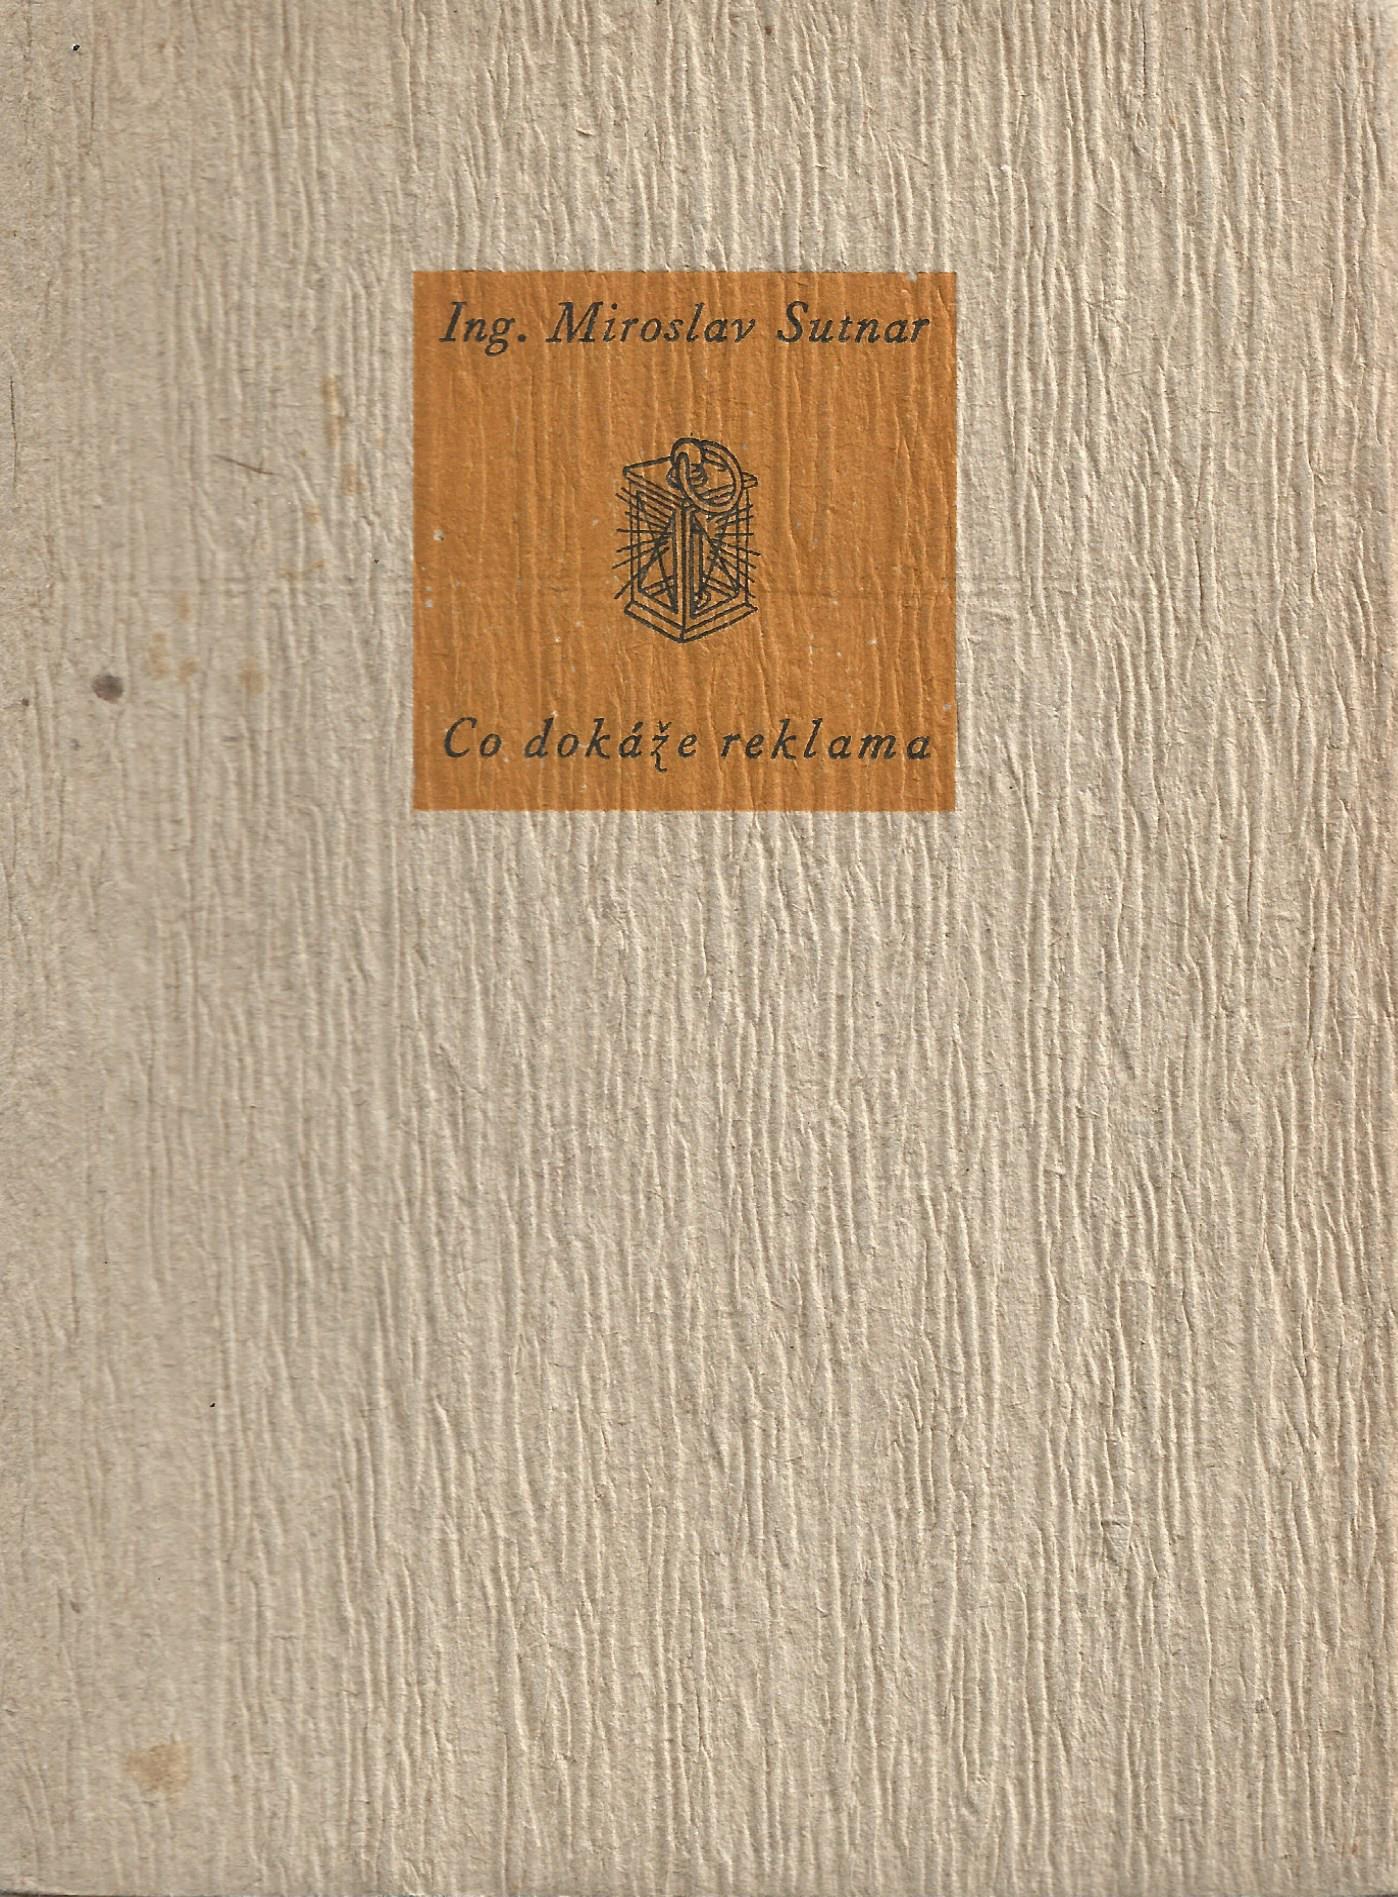 Ing. Miroslav Sutnar
Co dokáže reklama